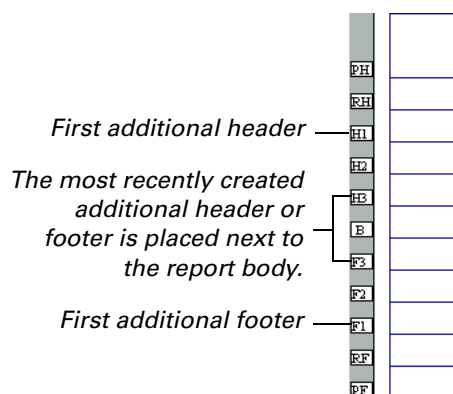 PH
RH
First additional header
H1
H2
The most recently created
additional header or
footer is placed next to
the report body.
H3
B
F3
F2
First additional footer
F1
RF
PF